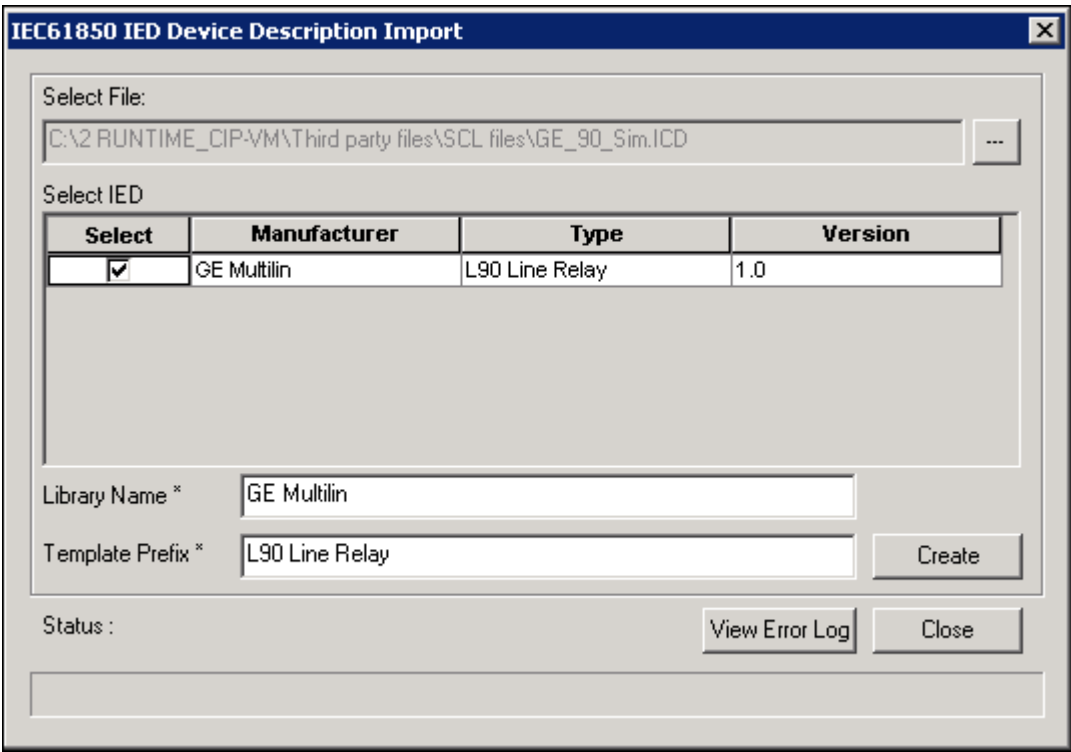 IEC61850 IED Device Description Import
Select File:
C:\2 RUNTIME_CIP-VM\Third party files\SCL files\GE_90_Sim.ICD ---
Select IED
Select Manufacturer Type Version
GE Multilin L90 Line Relay 1.0
Library Name * GE Multilin
Template Prefix * L90 Line Relay Create
Status : View Error Log Close